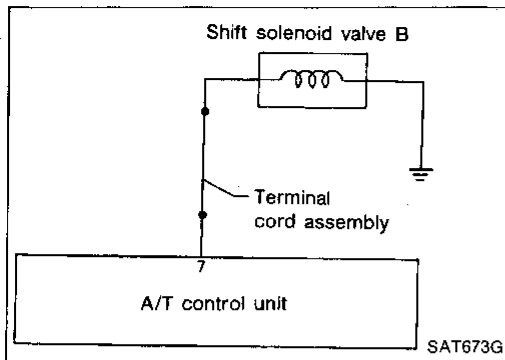 Shift solenoid valve B
Terminal
cord assembly
7
A/T control unit
SAT673G